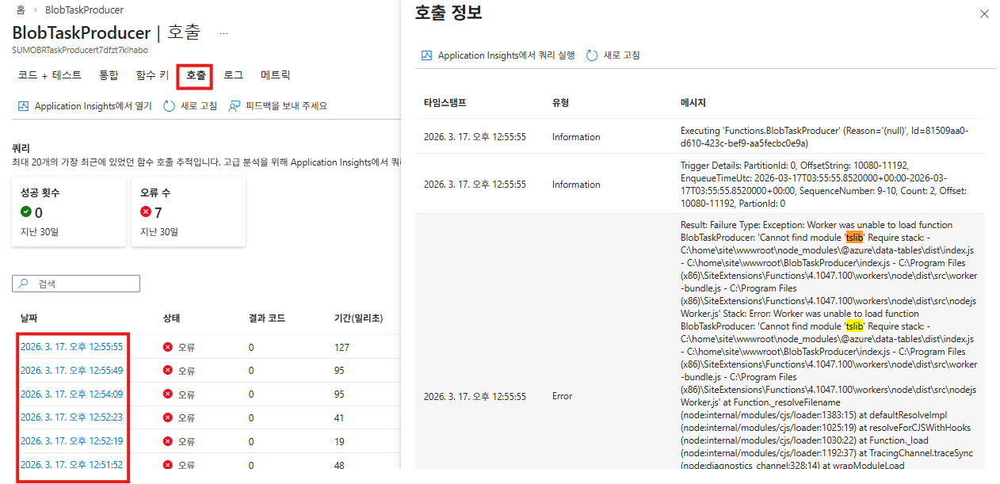 홈 > BlobTaskProducer
BlobTaskProducer | 호출 ...
SUMOBRTaskProducert7dfzt7klhabo
코드 + 테스트 통합 함수 키 호출 로그 메트릭
Application Insights에서 열기 새로 고침 피드백을 보내 주세요
쿼리
최대 20개의 가장 최근에 있었던 함수 호출 추적입니다. 고급 분석을 위해 Application Insights에서 쿼리
성공 횟수
0
지난 30일
오류 수
7
지난 30일
검색
날짜 상태 결과 코드 기간(밀리초)
2026. 3. 17. 오후 12:55:55 오류 0 127
2026. 3. 17. 오후 12:55:49 오류 0 95
2026. 3. 17. 오후 12:54:09 오류 0 95
2026. 3. 17. 오후 12:52:23 오류 0 41
2026. 3. 17. 오후 12:52:19 오류 0 19
2026. 3. 17. 오후 12:51:52 오류 0 48
호출 정보
Application Insights에서 쿼리 실행 새로 고침
타임스탬프 유형 메시지
2026. 3. 17. 오후 12:55:55 Information
Executing 'Functions.BlobTaskProducer' (Reason='(null)', Id=81509aa0-
d610-423c-bef9-aa5fecbc0e9a)
2026. 3. 17. 오후 12:55:55 Information
Trigger Details: PartitionId: 0, OffsetString: 10080-11192,
EnqueueTimeUtc: 2026-03-17T03:55:55.8520000+00:00-2026-03-
17T03:55:55.8520000+00:00, SequenceNumber: 9-10, Count: 2, Offset:
10080-11192, PartionId: 0
2026. 3. 17. 오후 12:55:55 Error
Result: Failure Type: Exception: Worker was unable to load function
BlobTaskProducer: 'Cannot find module 'tslib' Require stack: -
C:\home\site\wwwroot\node_modules\@azure\data-tables\dist\index.js
- C:\home\site\wwwroot\BlobTaskProducer\index.js - C:\Program Files
(x86)\SiteExtensions\Functions\4.1047.100\workers\node\dist\src\worker
-bundle.js - C:\Program Files
(x86)\SiteExtensions\Functions\4.1047.100\workers\node\dist\src\nodejs
Worker.js' Stack: Error: Worker was unable to load function
BlobTaskProducer: 'Cannot find module 'tslib' Require stack: -
C:\home\site\wwwroot\node_modules\@azure\data-tables\dist\index.js
- C:\home\site\wwwroot\BlobTaskProducer\index.js - C:\Program Files
(x86)\SiteExtensions\Functions\4.1047.100\workers\node\dist\src\worker
-bundle.js - C:\Program Files
(x86)\SiteExtensions\Functions\4.1047.100\workers\node\dist\src\nodejs
Worker.js' at Function._resolveFilename
(node:internal/modules/cjs/loader:1383:15) at defaultResolveImpl
(node:internal/modules/cjs/loader:1025:19) at resolveForCJSWithHooks
(node:internal/modules/cjs/loader:1030:22) at Function._load
(node:internal/modules/cjs/loader:1192:37) at TracingChannel.traceSync
(node:diagnostics_channel:328:14) at wrapModuleLoad